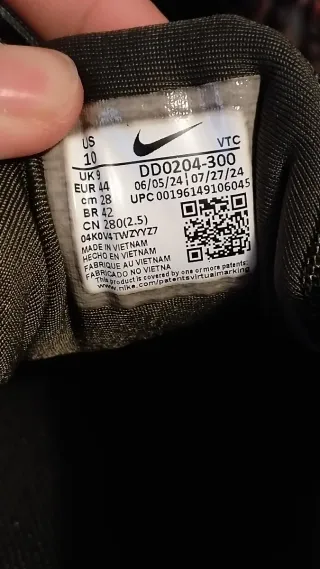 US
10
VTC
DD0204-300
UK 9
06/05/24 | 07/27/24
EUR 44
UPC 00196149106045
cm 28
BR 42
CN 280(2.5)
04K0V4TWZYYZ7
MADE IN VIETNAM
HECHO EN VIETNAM
FABRIQUE AU VIETNAM
FABRICADO NO VIETNA
This product is covered by one or more patents:
www.nike.com/patentsvirtualmarking